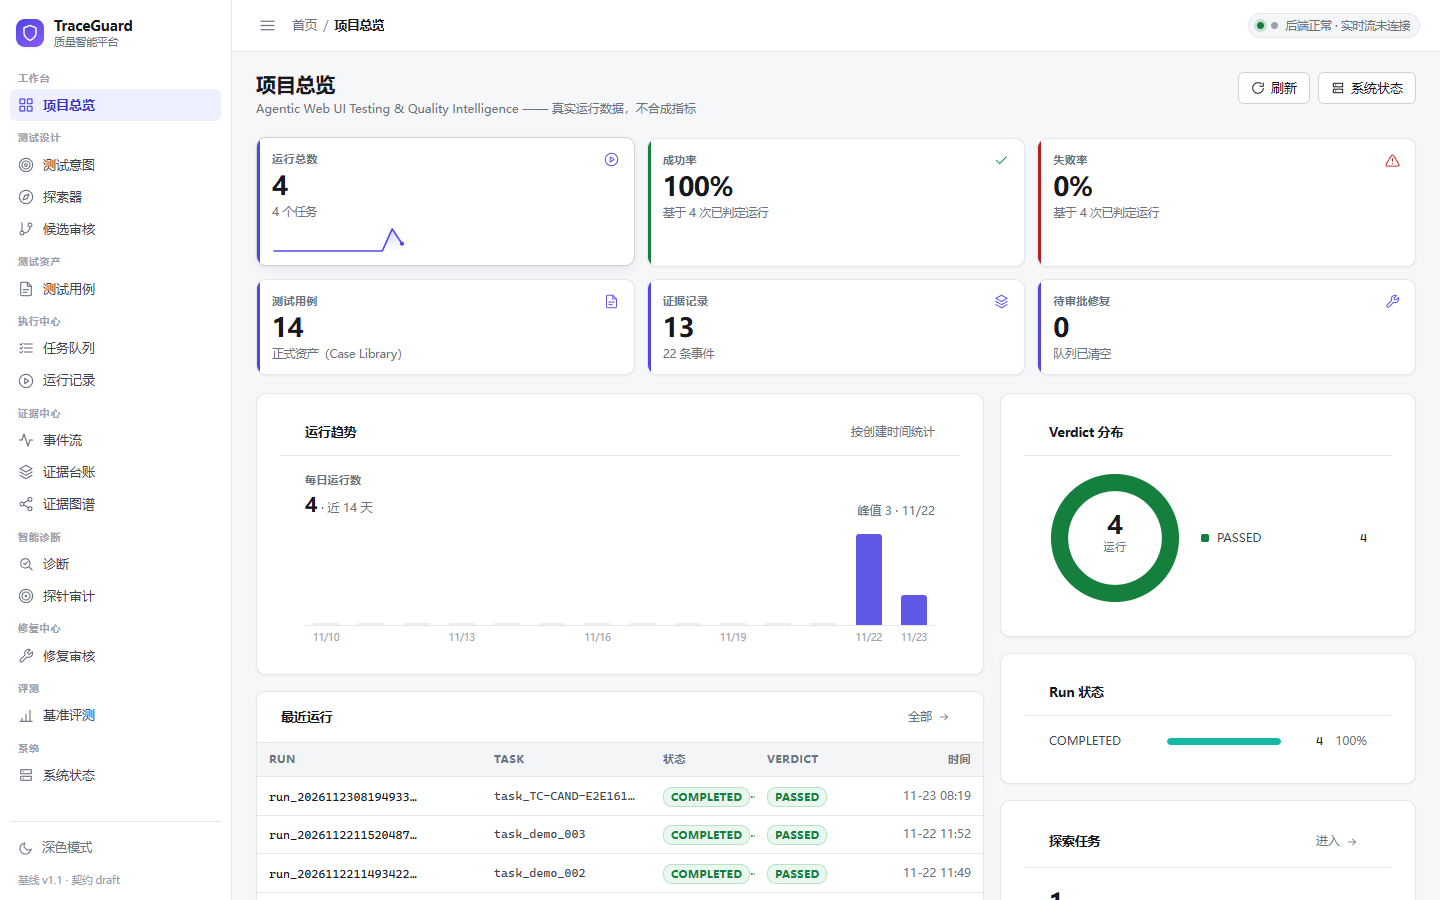 TraceGuard
质量智能平台
工作台
项目总览
测试设计
测试意图
探索器
候选审核
测试资产
测试用例
执行中心
任务队列
运行记录
证据中心
事件流
证据台账
证据图谱
智能诊断
诊断
探针审计
修复中心
修复审核
评测
基准评测
系统
系统状态
深色模式
基线 v1.1 · 契约 draft
首页 / 项目总览
后端正常 · 实时流未连接
项目总览
Agentic Web UI Testing & Quality Intelligence —— 真实运行数据，不合成指标
刷新
系统状态
运行总数
4
4 个任务
成功率
100%
基于 4 次已判定运行
失败率
0%
基于 4 次已判定运行
测试用例
14
正式资产（Case Library）
证据记录
13
22 条事件
待审批修复
0
队列已清空
运行趋势
按创建时间统计
每日运行数
4 · 近 14 天
峰值 3 · 11/22
11/10 11/13 11/16 11/19 11/22 11/23
Verdict 分布
4
运行
PASSED 4
Run 状态
COMPLETED 4 100%
最近运行
全部 →
RUN TASK 状态 VERDICT 时间
run_2026112308194933… task_TC-CAND-E2E161… COMPLETED PASSED 11-23 08:19
run_2026112211520487… task_demo_003 COMPLETED PASSED 11-22 11:52
run_2026112211493422… task_demo_002 COMPLETED PASSED 11-22 11:49
探索任务
进入 →